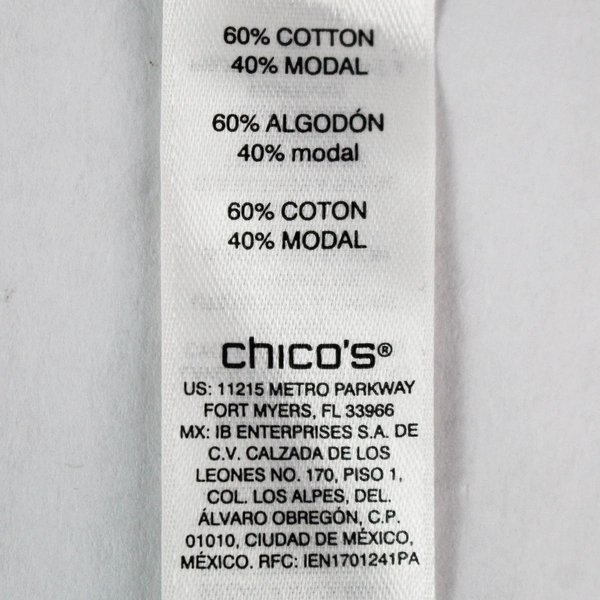 60% COTTON
40% MODAL
60% ALGODÓN
40% modal
60% COTON
40% MODAL
chico's®
US: 11215 METRO PARKWAY
FORT MYERS, FL 33966
MX: IB ENTERPRISES S.A. DE
C.V. CALZADA DE LOS
LEONES NO. 170, PISO 1,
COL. LOS ALPES, DEL.
ÁLVARO OBREGÓN, C.P.
01010, CIUDAD DE MÉXICO,
MÉXICO. RFC: IEN1701241PA